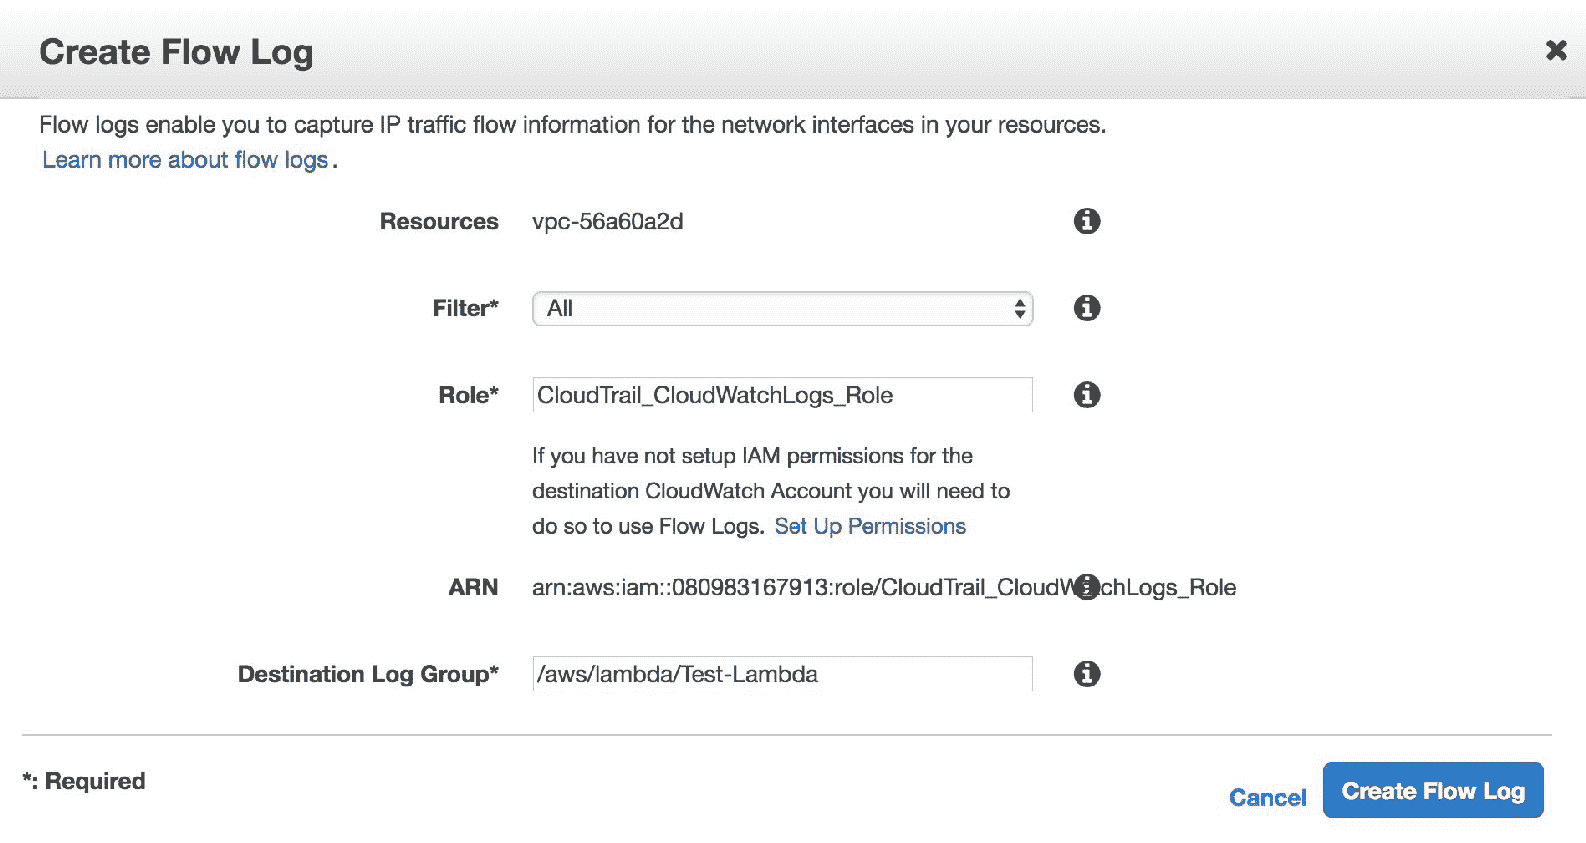 Create Flow Log
Flow logs enable you to capture IP traffic flow information for the network interfaces in your resources.
Learn more about flow logs.
Resources vpc-56a60a2d
Filter* All
Role* CloudTrail_CloudWatchLogs_Role
If you have not setup IAM permissions for the
destination CloudWatch Account you will need to
do so to use Flow Logs. Set Up Permissions
ARN arn:aws:iam::080983167913:role/CloudTrail_CloudWatchLogs_Role
Destination Log Group* /aws/lambda/Test-Lambda
*: Required
Cancel Create Flow Log